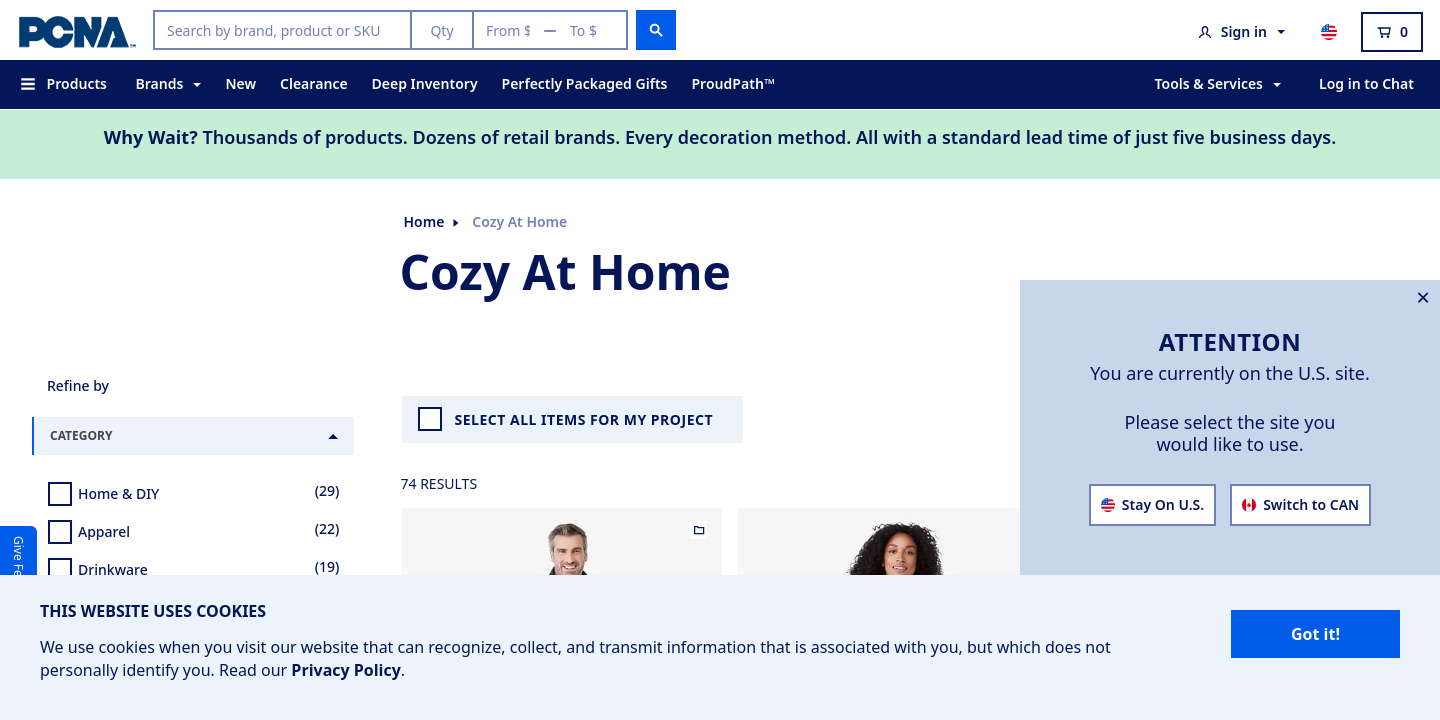 PCNA™
Search by brand, product or SKU
Qty
From $ — To $
Sign in
0
Products
Brands
New
Clearance
Deep Inventory
Perfectly Packaged Gifts
ProudPath™
Tools & Services
Log in to Chat
Why Wait? Thousands of products. Dozens of retail brands. Every decoration method. All with a standard lead time of just five business days.
Home
Cozy At Home
Cozy At Home
ATTENTION
You are currently on the U.S. site.
Please select the site you
would like to use.
Stay On U.S.
Switch to CAN
Refine by
CATEGORY
Home & DIY (29)
Apparel (22)
Drinkware (19)
SELECT ALL ITEMS FOR MY PROJECT
74 RESULTS
Give
THIS WEBSITE USES COOKIES
We use cookies when you visit our website that can recognize, collect, and transmit information that is associated with you, but which does not
personally identify you. Read our Privacy Policy.
Got it!